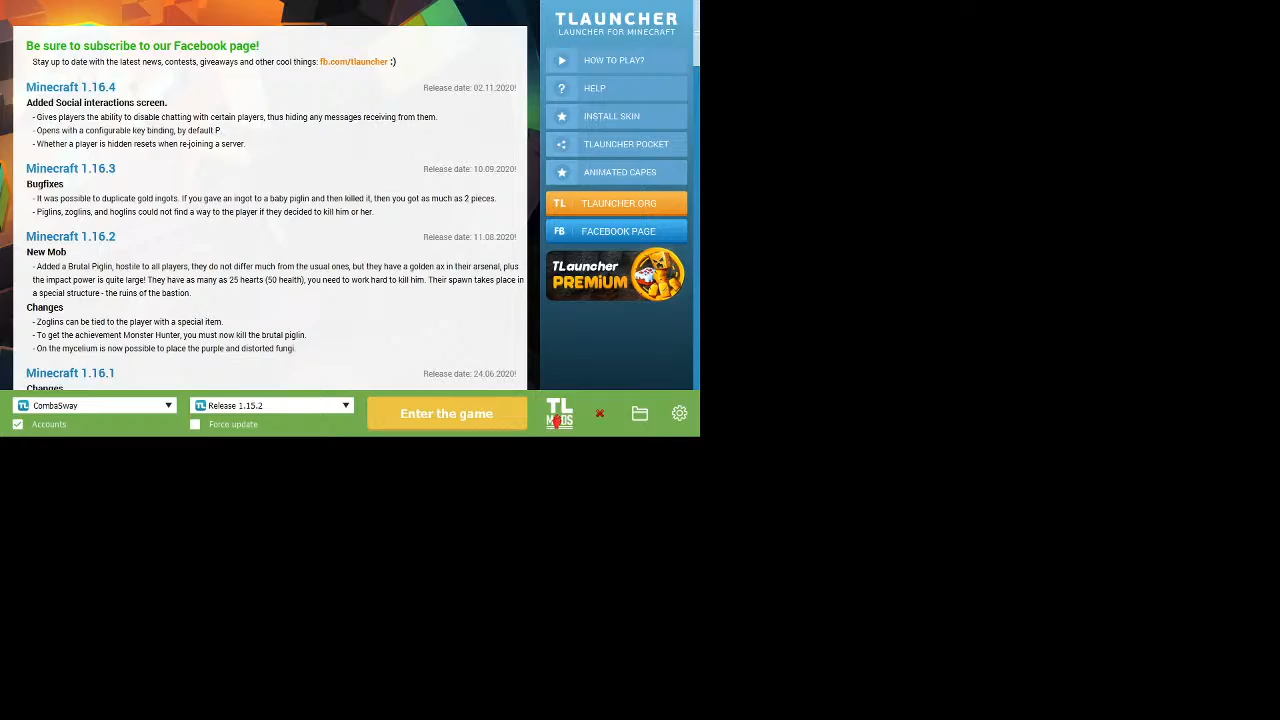 Be sure to subscribe to our Facebook page!
Stay up to date with the latest news, contests, giveaways and other cool things: fb.com/tlauncher :)
Minecraft 1.16.4 Release date: 02.11.2020!
Added Social interactions screen.
- Gives players the ability to disable chatting with certain players, thus hiding any messages receiving from them.
- Opens with a configurable key binding, by default P.
- Whether a player is hidden resets when re-joining a server.
Minecraft 1.16.3 Release date: 10.09.2020!
Bugfixes
- It was possible to duplicate gold ingots. If you gave an ingot to a baby piglin and then killed it, then you got as much as 2 pieces.
- Piglins, zoglins, and hoglins could not find a way to the player if they decided to kill him or her.
Minecraft 1.16.2 Release date: 11.08.2020!
New Mob
- Added a Brutal Piglin, hostile to all players, they do not differ much from the usual ones, but they have a golden ax in their arsenal, plus
the impact power is quite large! They have as many as 25 hearts (50 health), you need to work hard to kill him. Their spawn takes place in
a special structure - the ruins of the bastion.
Changes
- Zoglins can be tied to the player with a special item.
- To get the achievement Monster Hunter, you must now kill the brutal piglin.
- On the mycelium is now possible to place the purple and distorted fungi.
Minecraft 1.16.1 Release date: 24.06.2020!
Changes
TLAUNCHER
LAUNCHER FOR MINECRAFT
HOW TO PLAY?
? HELP
INSTALL SKIN
TLAUNCHER POCKET
ANIMATED CAPES
TL TLAUNCHER.ORG
FB FACEBOOK PAGE
TLauncher
PREMIUM
TL CombaSway
Accounts
TL Release 1.15.2
Force update
Enter the game
TL
MODS